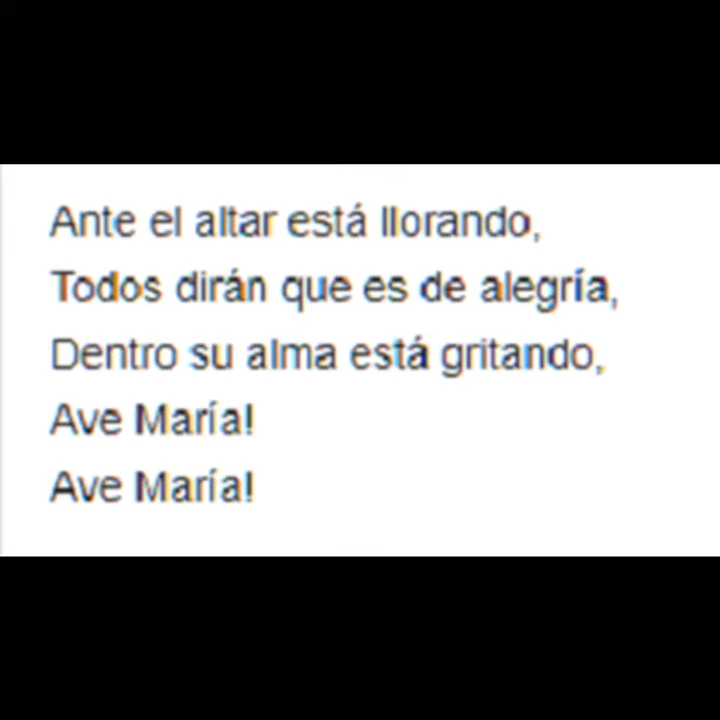 Ante el altar está llorando,
Todos dirán que es de alegría,
Dentro su alma está gritando,
Ave María!
Ave María!